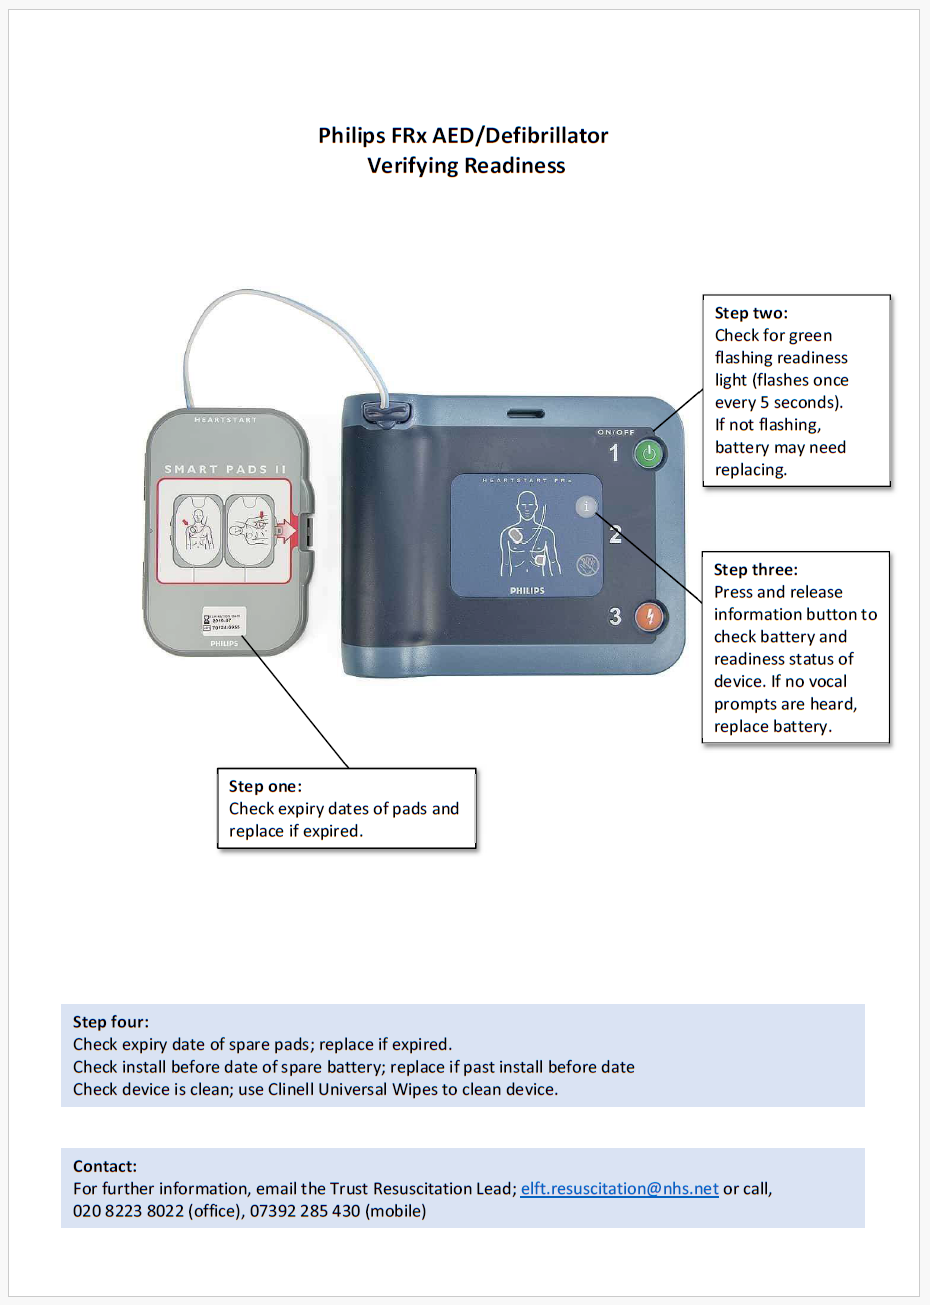 Philips FRx AED/Defibrillator
Verifying Readiness
Step two:
Check for green
flashing readiness
light (flashes once
every 5 seconds).
If not flashing,
battery may need
replacing.
HEARTSTART
SMART PADS II
PHILIPS
ON/OFF
1
HEARTSTART FRx
i
2
PHILIPS
3
Step three:
Press and release
information button to
check battery and
readiness status of
device. If no vocal
prompts are heard,
replace battery.
Step one:
Check expiry dates of pads and
replace if expired.
Step four:
Check expiry date of spare pads; replace if expired.
Check install before date of spare battery; replace if past install before date
Check device is clean; use Clinell Universal Wipes to clean device.
Contact:
For further information, email the Trust Resuscitation Lead; elft.resuscitation@nhs.net or call,
020 8223 8022 (office), 07392 285 430 (mobile)